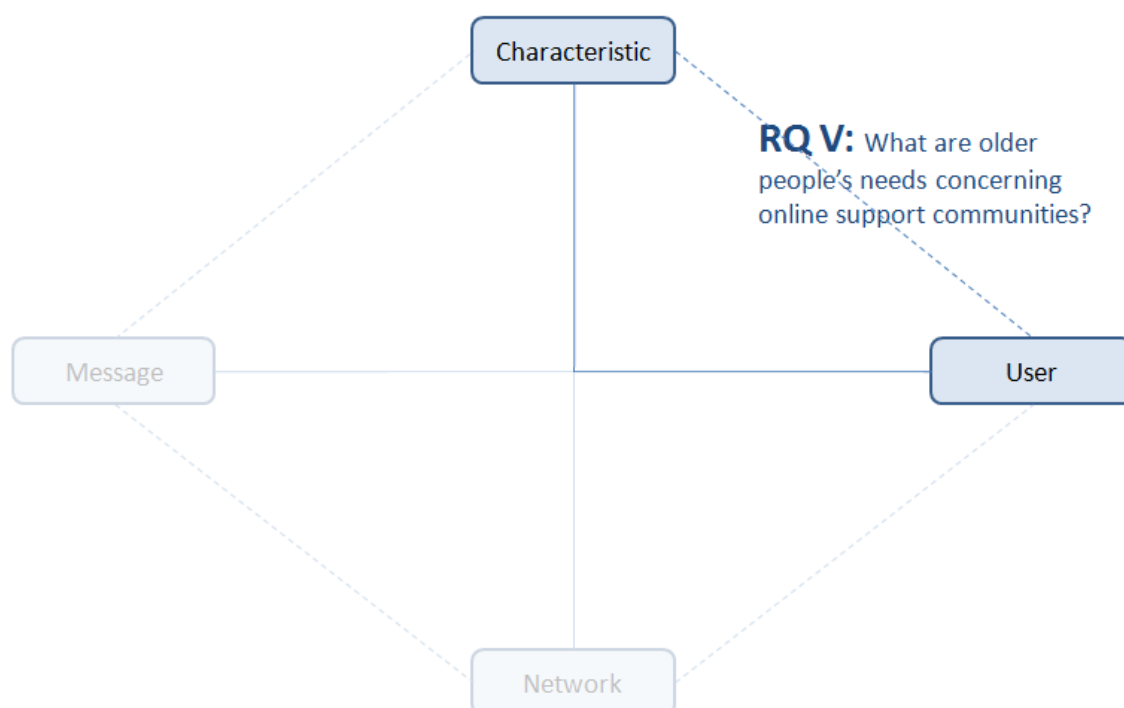 Characteristic
RQ V: What are older
people's needs concerning
online support communities?
Message
User
Network